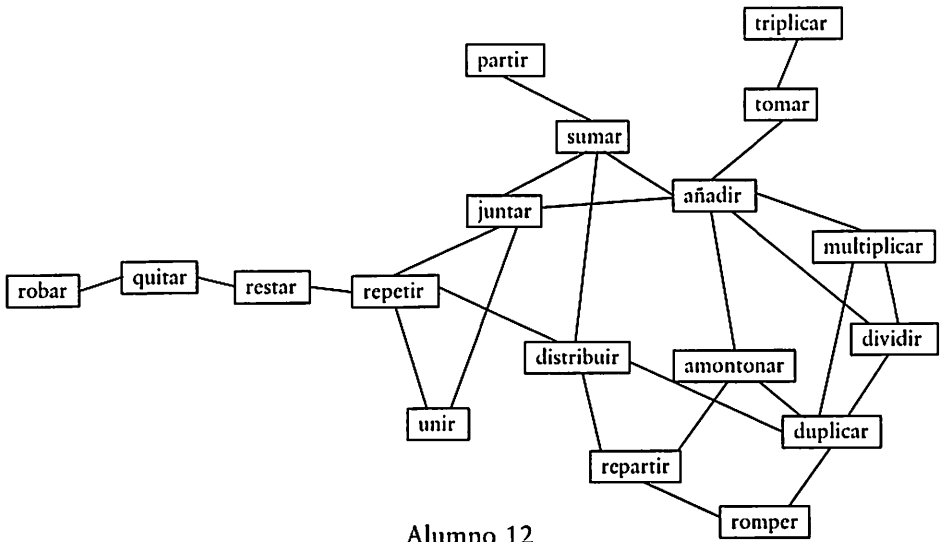 triplicar
partir
tomar
sumar
añadir
juntar
multiplicar
quitar
robar
restar
repetir
dividir
distribuir
amontonar
unir
duplicar
repartir
romper
Alumno 12